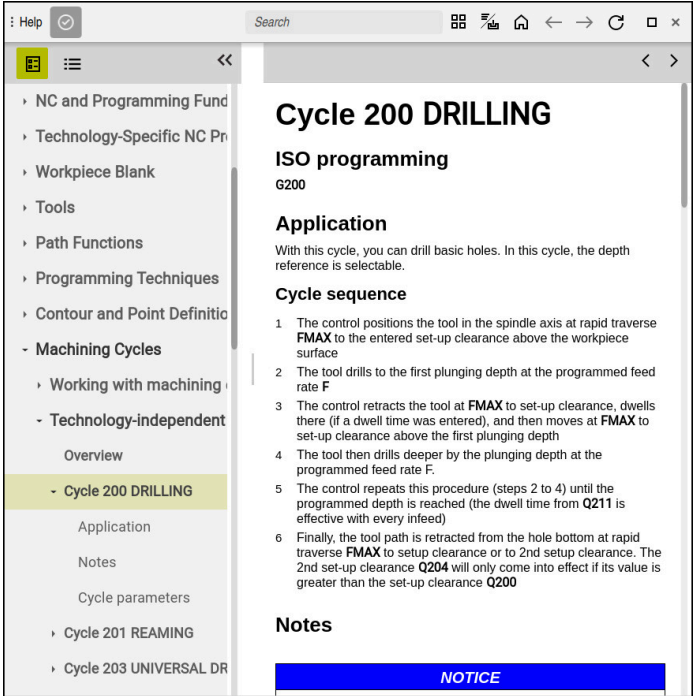 Help
Search
NC and Programming Fund
Technology-Specific NC Pr
Workpiece Blank
Tools
Path Functions
Programming Techniques
Contour and Point Definitio
Machining Cycles
Working with machining
Technology-independent
Overview
Cycle 200 DRILLING
Application
Notes
Cycle parameters
Cycle 201 REAMING
Cycle 203 UNIVERSAL DR
Cycle 200 DRILLING
ISO programming
G200
Application
With this cycle, you can drill basic holes. In this cycle, the depth
reference is selectable.
Cycle sequence
1 The control positions the tool in the spindle axis at rapid traverse
FMAX to the entered set-up clearance above the workpiece
surface
2 The tool drills to the first plunging depth at the programmed feed
rate F
3 The control retracts the tool at FMAX to set-up clearance, dwells
there (if a dwell time was entered), and then moves at FMAX to
set-up clearance above the first plunging depth
4 The tool then drills deeper by the plunging depth at the
programmed feed rate F.
5 The control repeats this procedure (steps 2 to 4) until the
programmed depth is reached (the dwell time from Q211 is
effective with every infeed)
6 Finally, the tool path is retracted from the hole bottom at rapid
traverse FMAX to setup clearance or to 2nd setup clearance. The
2nd set-up clearance Q204 will only come into effect if its value is
greater than the set-up clearance Q200
Notes
NOTICE